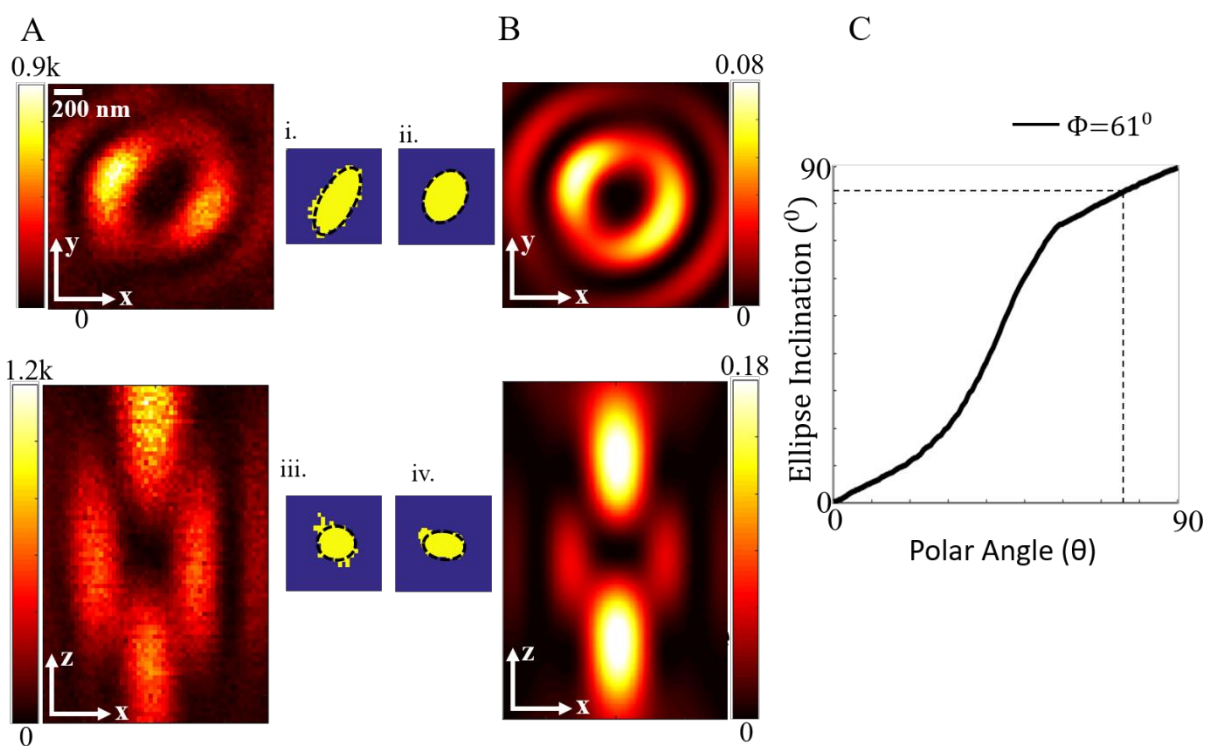 A
B
C
0.9k
200 nm
y
x
0
i.
ii.
0.08
y
x
0
Φ=61⁰
90
Ellipse Inclination (⁰)
0
0
90
Polar Angle (θ)
1.2k
z
x
0
iii.
iv.
0.18
z
x
0